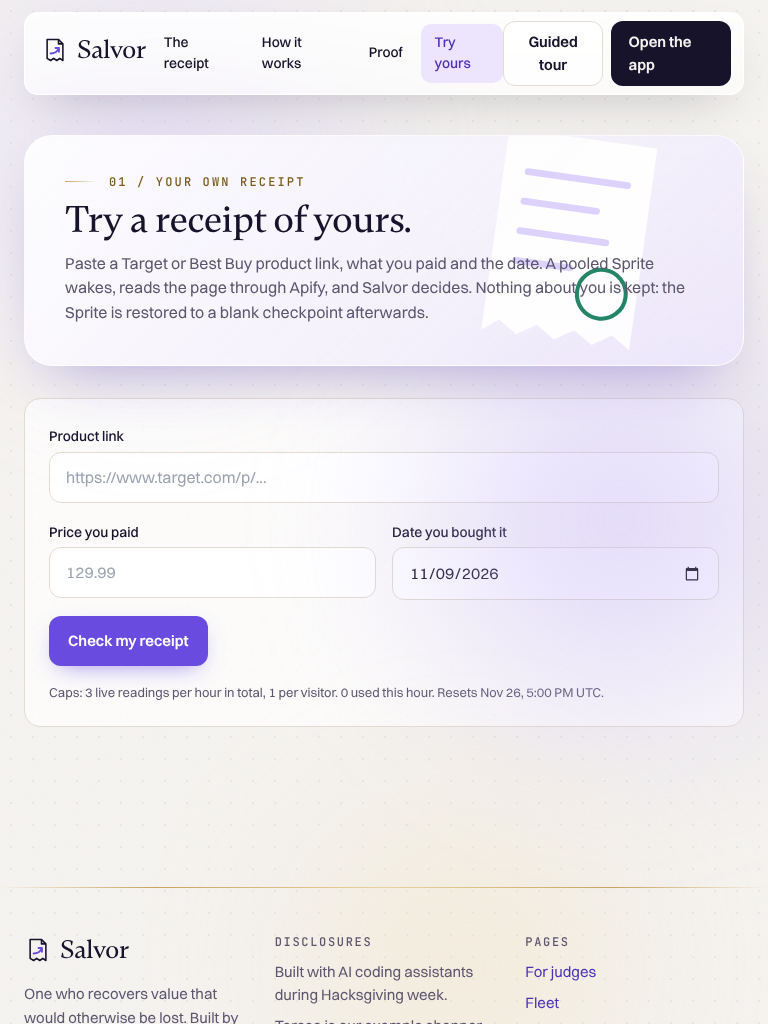 Salvor
The receipt
How it works
Proof
Try yours
Guided tour
Open the app
01 / YOUR OWN RECEIPT
Try a receipt of yours.
Paste a Target or Best Buy product link, what you paid and the date. A pooled Sprite
wakes, reads the page through Apify, and Salvor decides. Nothing about you is kept: the
Sprite is restored to a blank checkpoint afterwards.
Product link
https://www.target.com/p/...
Price you paid
Date you bought it
129.99
11/09/2026
Check my receipt
Caps: 3 live readings per hour in total, 1 per visitor. 0 used this hour. Resets Nov 26, 5:00 PM UTC.
Salvor
One who recovers value that
would otherwise be lost. Built by
DISCLOSURES
Built with AI coding assistants
during Hacksgiving week.
PAGES
For judges
Fleet